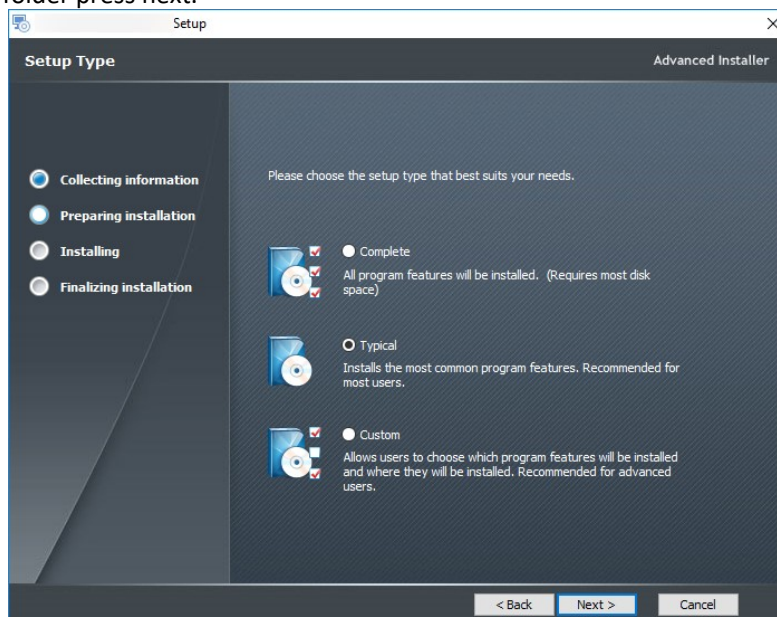 folder press next.
Setup
Setup Type
Advanced Installer
Collecting information
Preparing installation
Installing
Finalizing installation
Please choose the setup type that best suits your needs.
Complete
All program features will be installed.  (Requires most disk
space)
Typical
Installs the most common program features. Recommended for
most users.
Custom
Allows users to choose which program features will be installed
and where they will be installed. Recommended for advanced
users.
< Back
Next >
Cancel